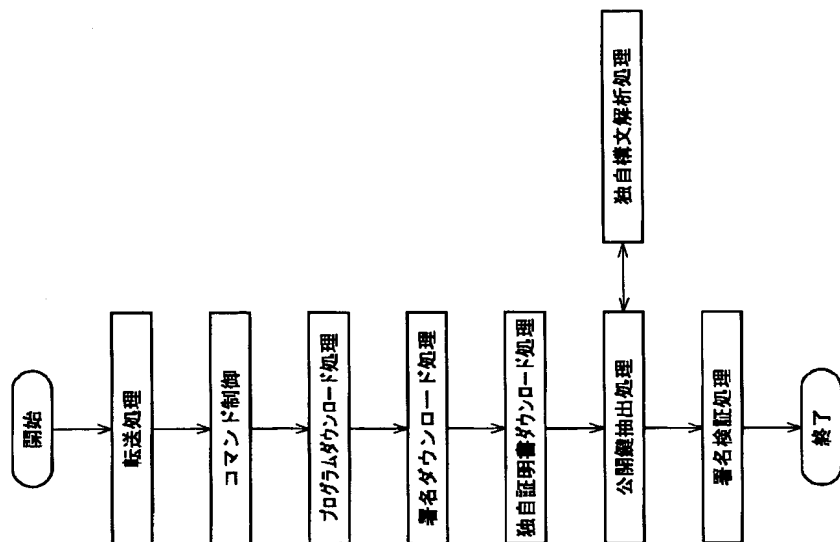 開始
転送処理
コマンド制御
プログラムダウンロード処理
署名ダウンロード処理
独自証明書ダウンロード処理
公開鍵抽出処理
独自構文解析処理
署名検証処理
終了